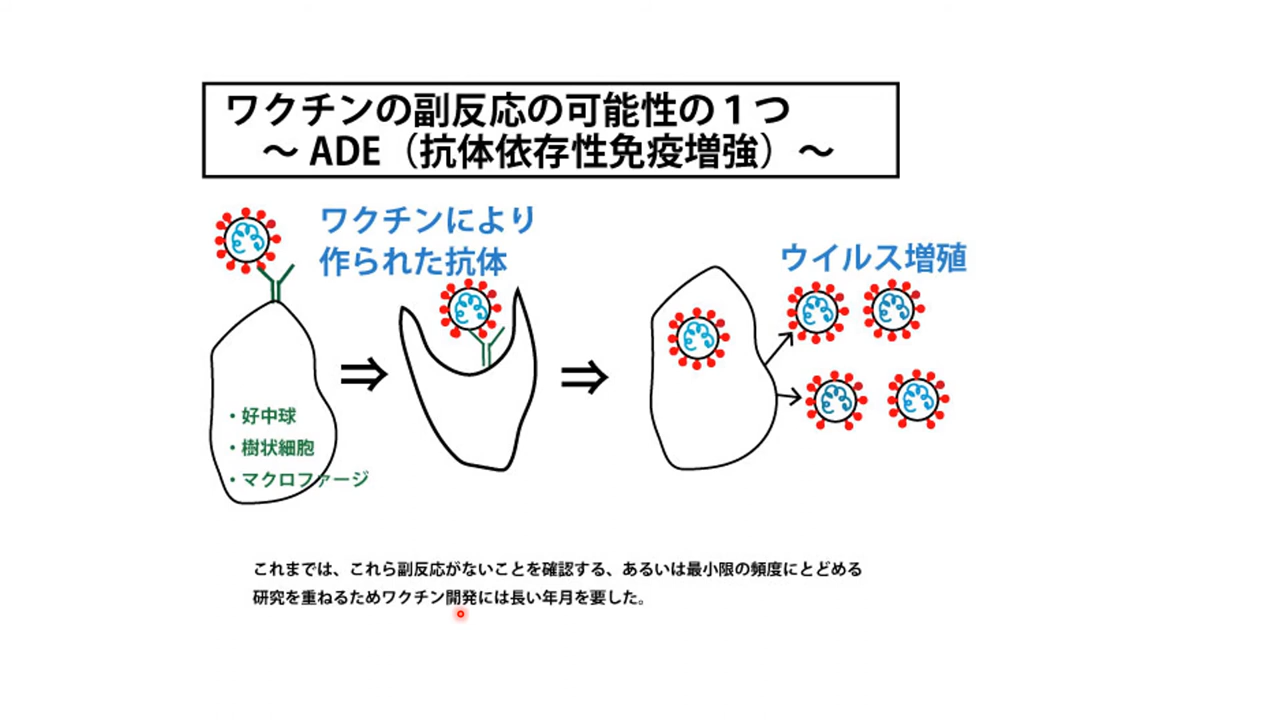 ワクチンの副反応の可能性の１つ
～ ADE（抗体依存性免疫増強）～
ワクチンにより
作られた抗体
ウイルス増殖
・好中球
・樹状細胞
・マクロファージ
これまでは、これら副反応がないことを確認する、あるいは最小限の頻度にとどめる
研究を重ねるためワクチン開発には長い年月を要した。